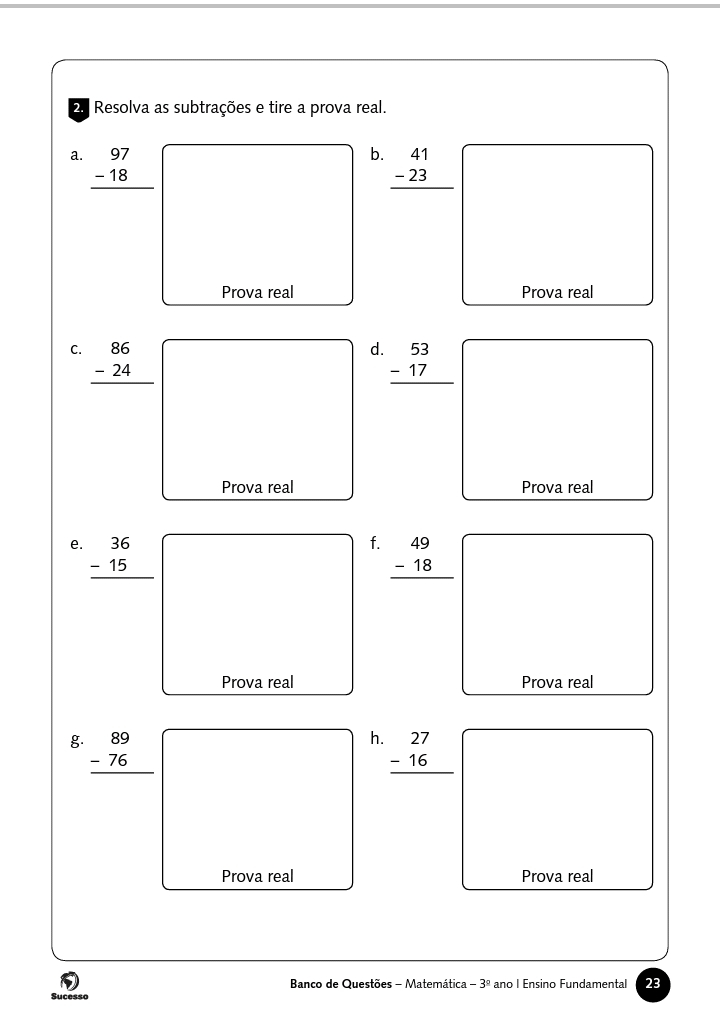 2. Resolva as subtrações e tire a prova real.
a. 97
– 18
Prova real
b. 41
– 23
Prova real
c. 86
– 24
Prova real
d. 53
– 17
Prova real
e. 36
– 15
Prova real
f. 49
– 18
Prova real
g. 89
– 76
Prova real
h. 27
– 16
Prova real
Sucesso
Banco de Questões – Matemática – 3º ano I Ensino Fundamental 23